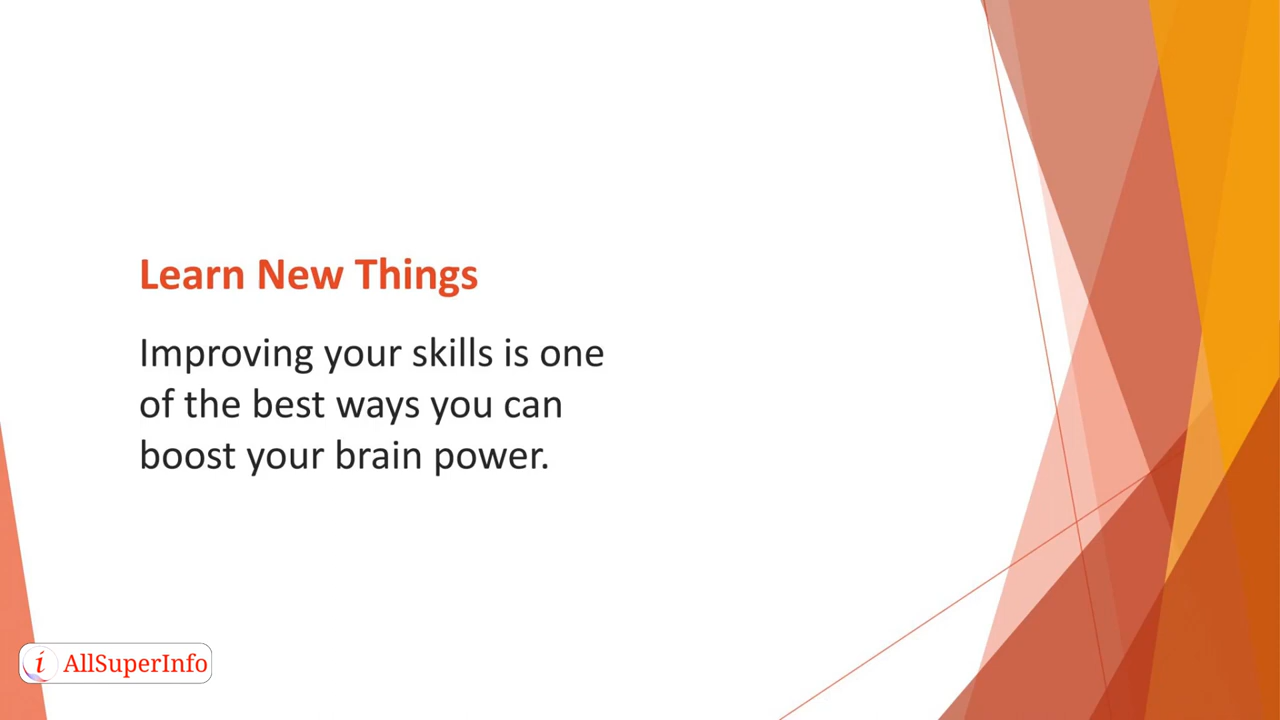 Learn New Things
Improving your skills is one
of the best ways you can
boost your brain power.
i AllSuperInfo